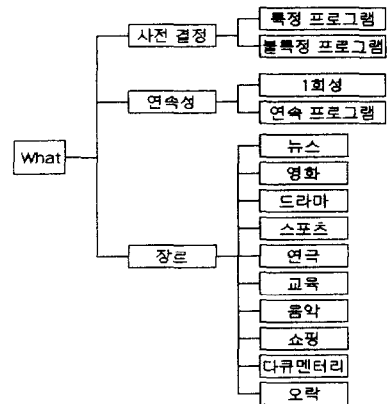 특정 프로그램
사전 결정
불특정 프로그램
1회성
연속성
연속 프로그램
What
뉴스
영화
드라마
스포츠
장르
연극
교육
음악
쇼핑
다큐멘터리
오락